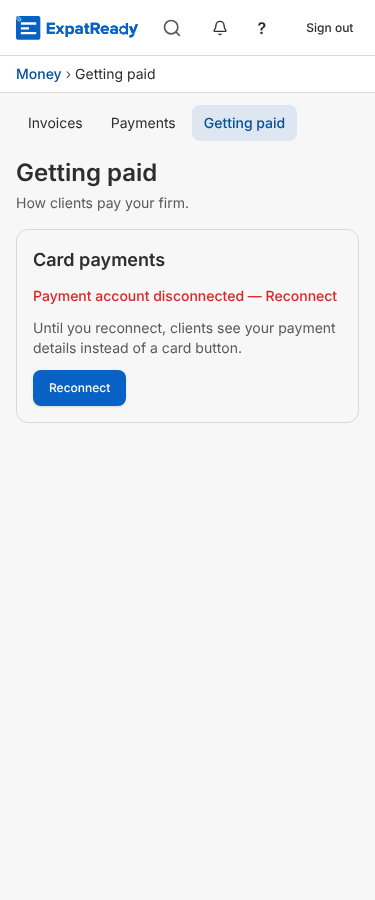 ExpatReady
?
Sign out
Money › Getting paid
Invoices
Payments
Getting paid
Getting paid
How clients pay your firm.
Card payments
Payment account disconnected — Reconnect
Until you reconnect, clients see your payment
details instead of a card button.
Reconnect